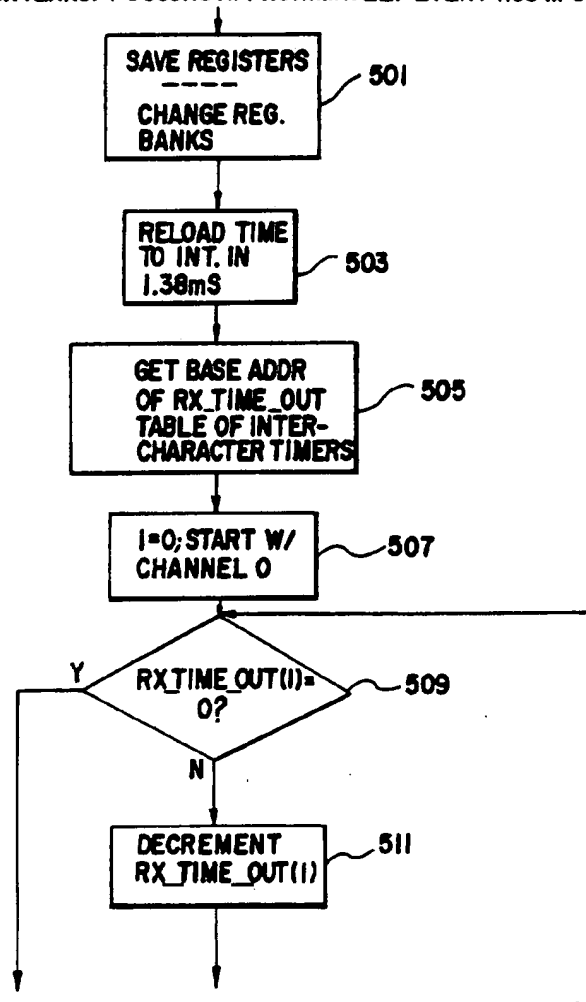 SAVE REGISTERS
----
CHANGE REG.
BANKS
501
RELOAD TIME
TO INT. IN
1.38mS
503
GET BASE ADDR
OF RX_TIME_OUT
TABLE OF INTER-
CHARACTER TIMERS
505
I=0;START W/
CHANNEL 0
507
Y
RX_TIME_OUT(I)=
0?
509
N
DECREMENT
RX_TIME_OUT(I)
511